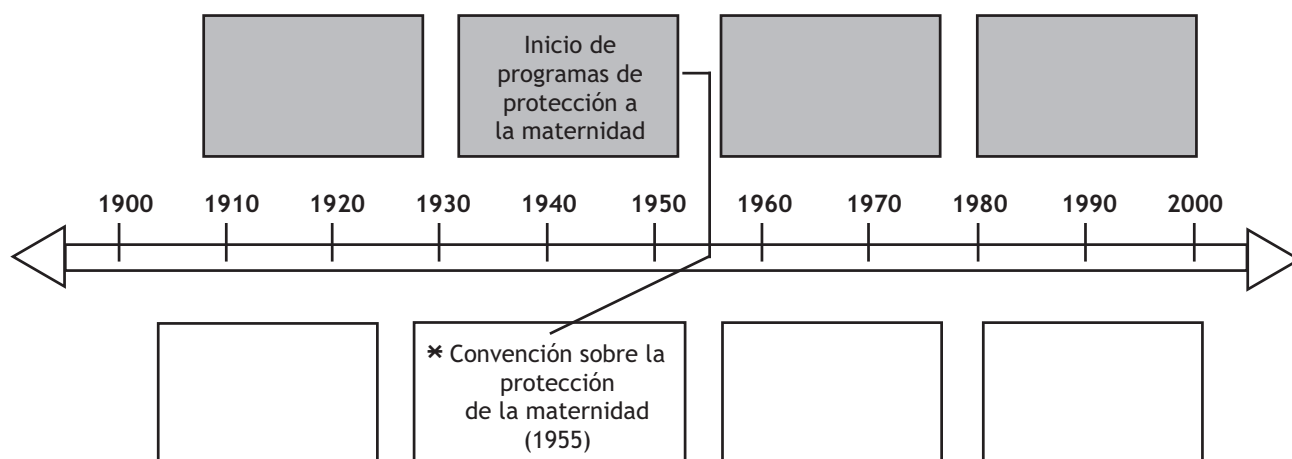 Inicio de
programas de
protección a
la maternidad
1900 1910 1920 1930 1940 1950 1960 1970 1980 1990 2000
* Convención sobre la
protección
de la maternidad
(1955)